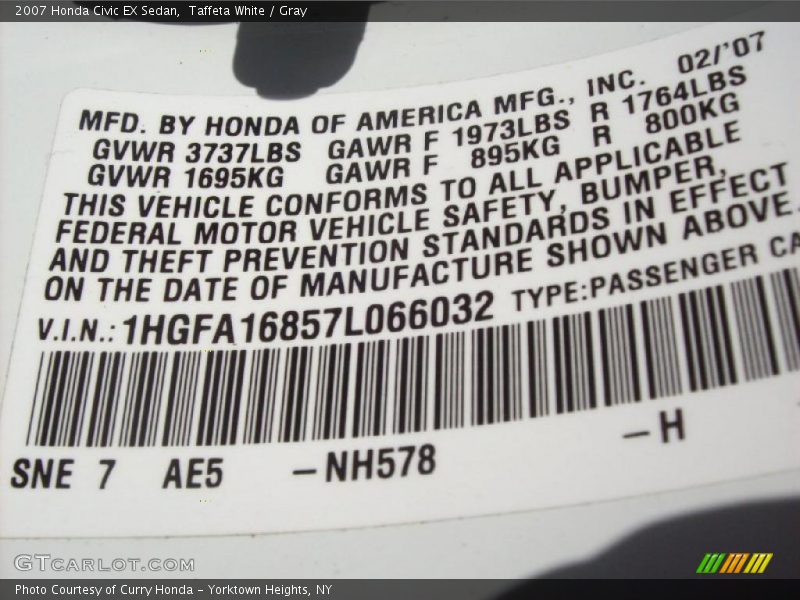 2007 Honda Civic EX Sedan, Taffeta White / Gray
MFD. BY HONDA OF AMERICA MFG., INC. 02/'07
GVWR 3737LBS GAWR F 1973LBS R 1764LBS
GVWR 1695KG GAWR F 895KG R 800KG
THIS VEHICLE CONFORMS TO ALL APPLICABLE
FEDERAL MOTOR VEHICLE SAFETY, BUMPER,
AND THEFT PREVENTION STANDARDS IN EFFECT
ON THE DATE OF MANUFACTURE SHOWN ABOVE.
V.I.N.: 1HGFA16857L066032 TYPE:PASSENGER CA
SNE 7 AE5 –NH578 –H
GTCARLOT.COM
Photo Courtesy of Curry Honda – Yorktown Heights, NY